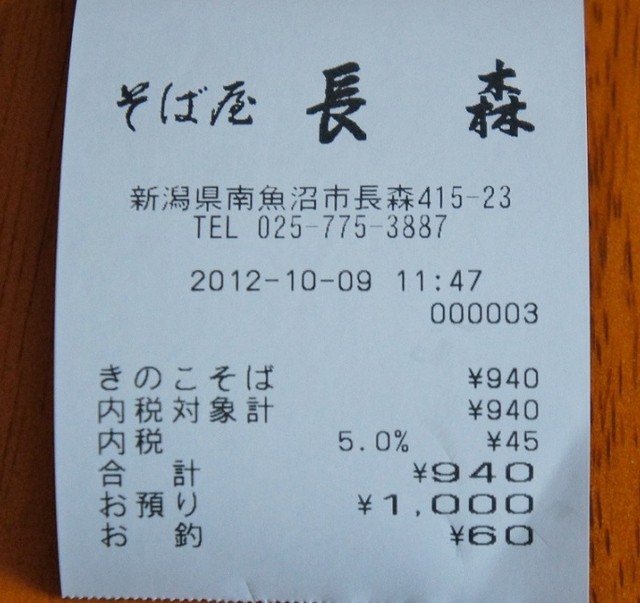 そば屋 長 森
新潟県南魚沼市長森415-23
TEL 025-775-3887
2012-10-09 11:47
000003
きのこそば ¥940
内税対象計 ¥940
内税 5.0% ¥45
合 計 ¥940
お預り ¥1,000
お 釣 ¥60